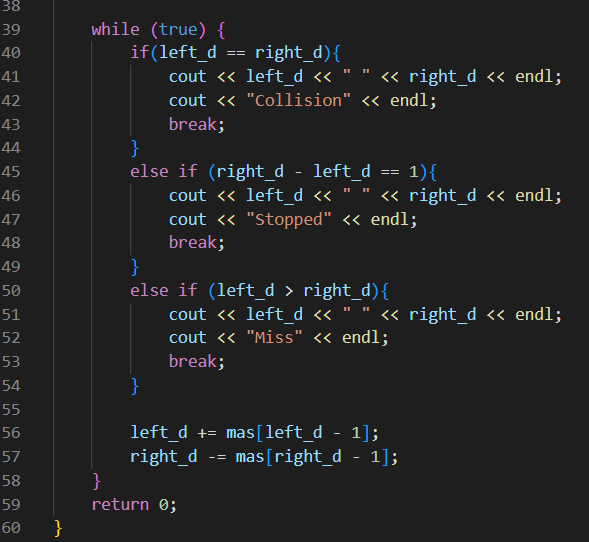 38
39 while (true) {
40 if(left_d == right_d){
41 cout << left_d << " " << right_d << endl;
42 cout << "Collision" << endl;
43 break;
44 }
45 else if (right_d - left_d == 1){
46 cout << left_d << " " << right_d << endl;
47 cout << "Stopped" << endl;
48 break;
49 }
50 else if (left_d > right_d){
51 cout << left_d << " " << right_d << endl;
52 cout << "Miss" << endl;
53 break;
54 }
55
56 left_d += mas[left_d - 1];
57 right_d -= mas[right_d - 1];
58 }
59 return 0;
60 }